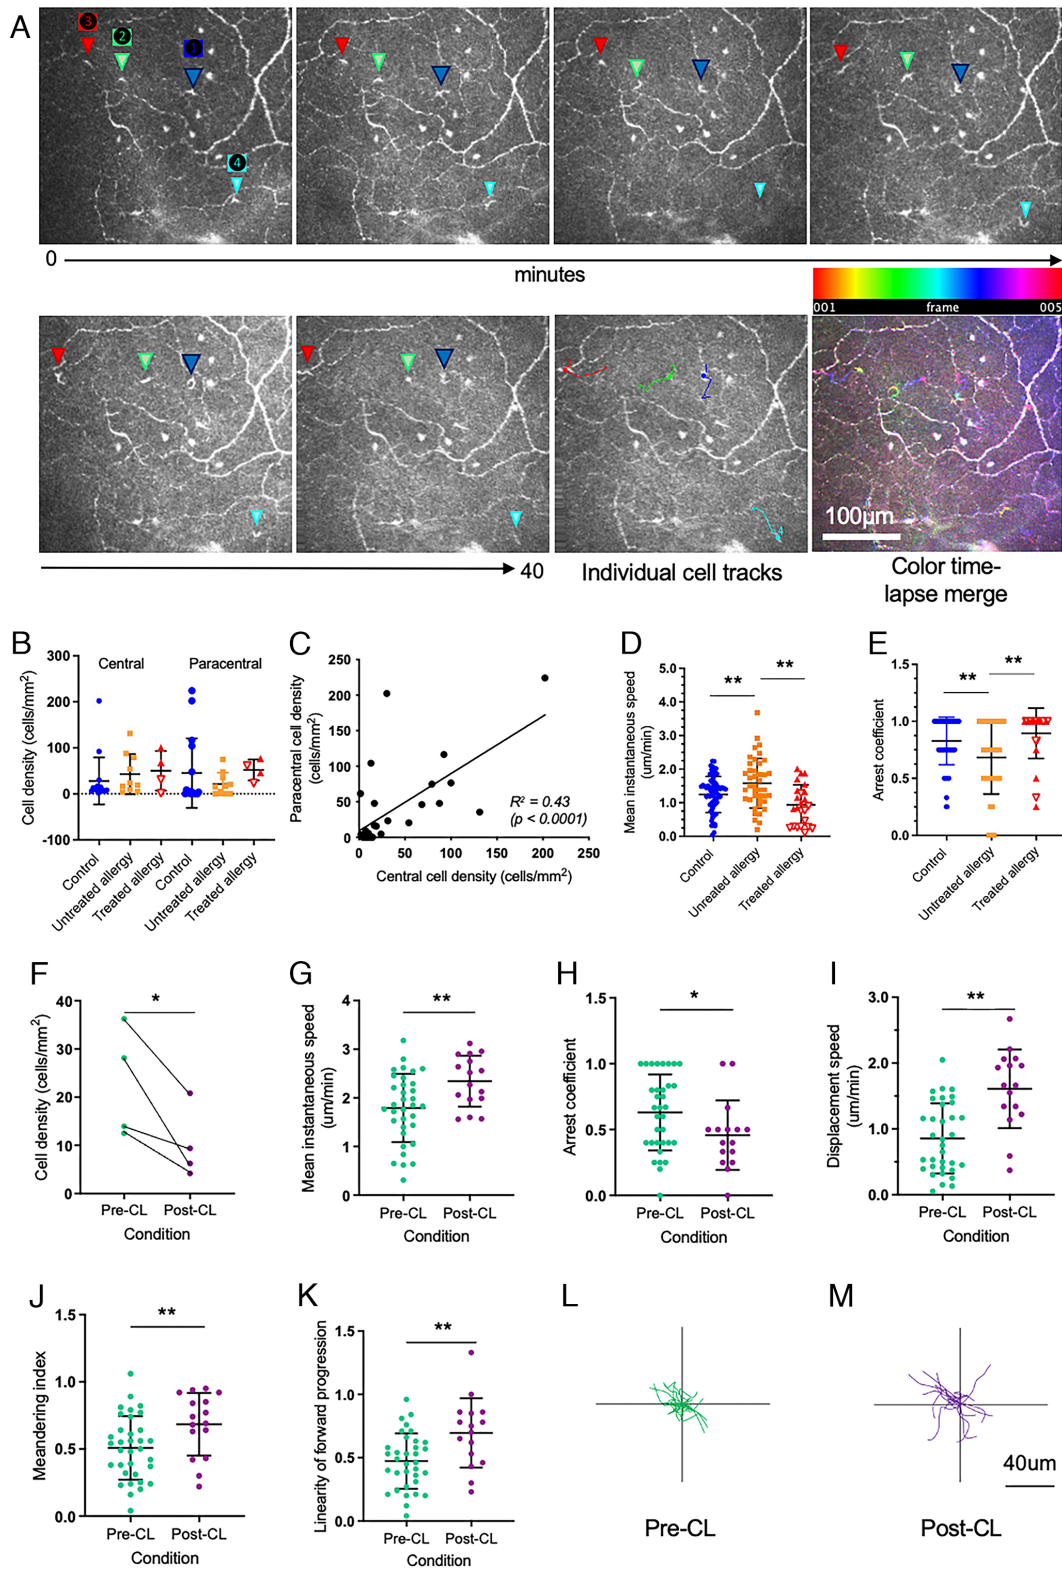 A
3
2
1
4
0
minutes
001
frame
005
100μm
40
Individual cell tracks
Color time-
lapse merge
B
Cell density (cells/mm²)
300
200
100
0
-100
Central
Paracentral
Control
Untreated allergy
Treated allergy
Control
Untreated allergy
Treated allergy
C
Paracentral cell density
(cells/mm²)
250
200
150
100
50
0
R² = 0.43
(p < 0.0001)
0
50
100
150
200
250
Central cell density (cells/mm²)
D
Mean instantaneous speed
(um/min)
5.0
4.0
3.0
2.0
1.0
0.0
**
**
Control
Untreated allergy
Treated allergy
E
Arrest coefficient
1.5
1.0
0.5
0.0
**
**
Control
Untreated allergy
Treated allergy
F
Cell density (cells/mm²)
40
30
20
10
0
*
Pre-CL
Post-CL
Condition
G
Mean instantaneous speed
(um/min)
4
3
2
1
0
**
Pre-CL
Post-CL
Condition
H
Arrest coefficient
1.5
1.0
0.5
0.0
*
Pre-CL
Post-CL
Condition
I
Displacement speed
(um/min)
3.0
2.0
1.0
0.0
**
Pre-CL
Post-CL
Condition
J
Meandering index
1.5
1.0
0.5
0.0
**
Pre-CL
Post-CL
Condition
K
Linearity of forward progression
1.5
1.0
0.5
0.0
**
Pre-CL
Post-CL
Condition
L
Pre-CL
M
40um
Post-CL